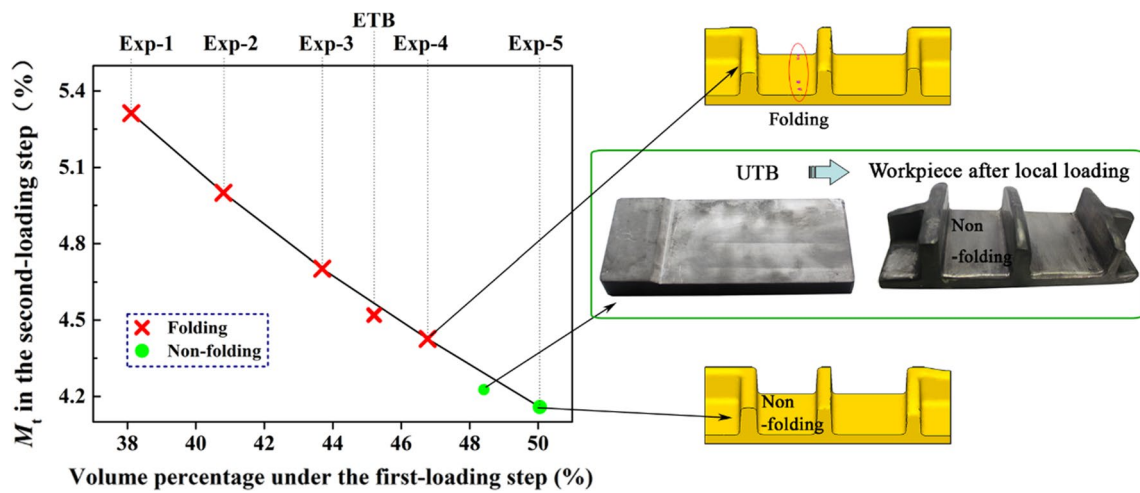 ETB
Exp-1 Exp-2 Exp-3 Exp-4 Exp-5
Mt in the second-loading step (%)
5.4
5.1
4.8
4.5
4.2
Folding
Non-folding
38 40 42 44 46 48 50
Volume percentage under the first-loading step (%)
Folding
UTB Workpiece after local loading
Non
-folding
Non
-folding